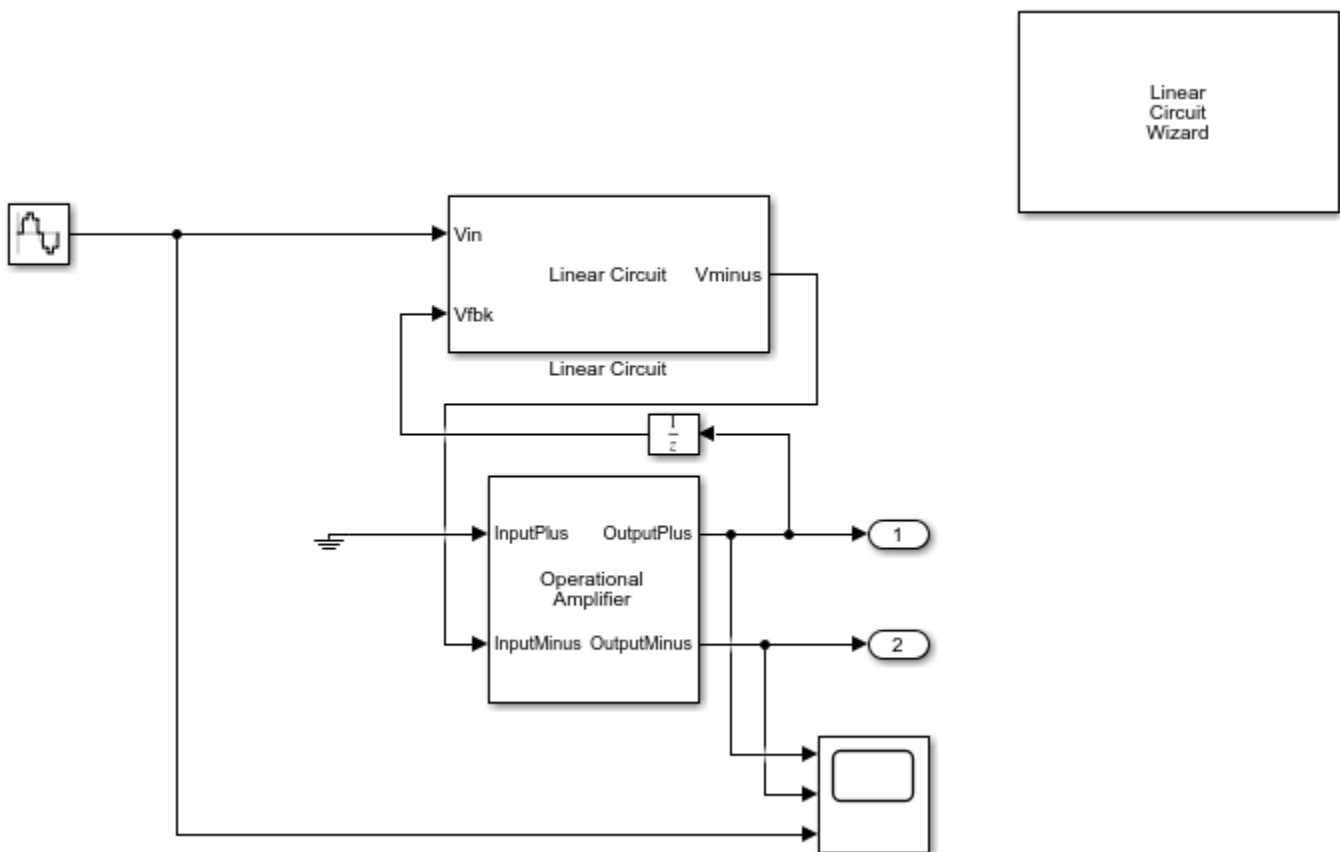 Linear
Circuit
Wizard
Vin
Linear Circuit
Vminus
Vfbk
Linear Circuit
1
z
InputPlus
OutputPlus
1
Operational
Amplifier
InputMinus
OutputMinus
2